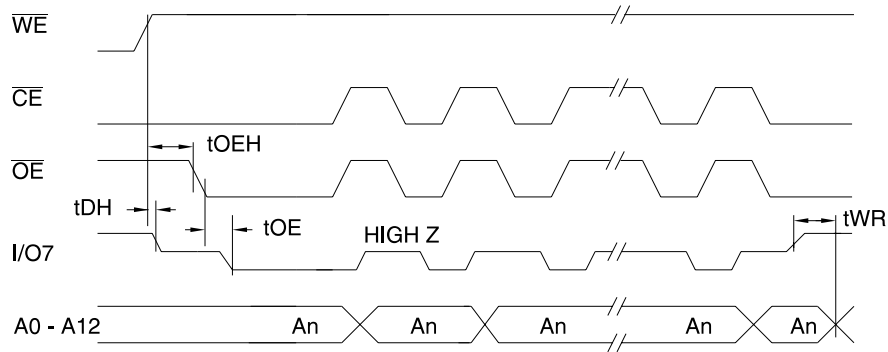 WE
CE
tOEH
OE
tDH
tOE
HIGH Z
tWR
I/O7
A0 - A12
An
An
An
An
An